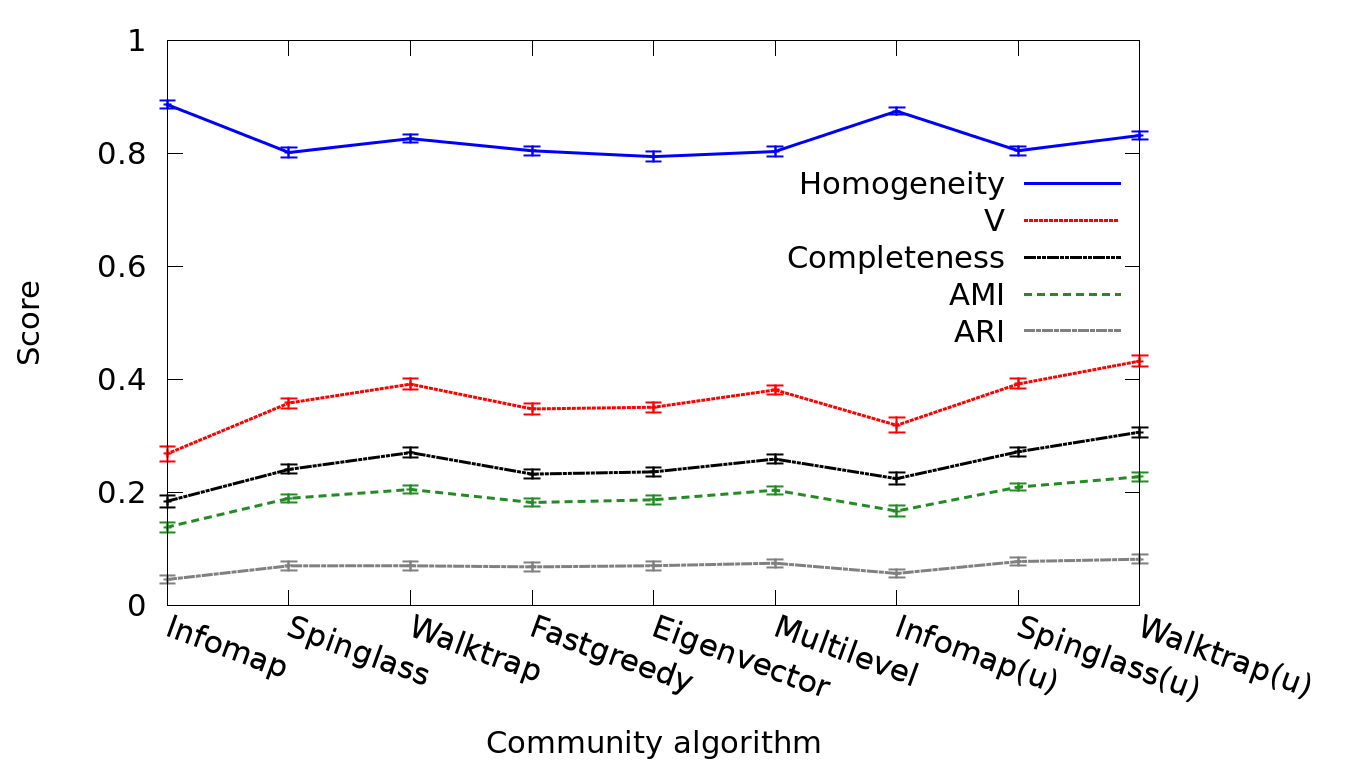 1
0.8
0.6
0.4
0.2
0
Score
Homogeneity
V
Completeness
AMI
ARI
Infomap
Spinglass
Walktrap
Fastgreedy
Eigenvector
Multilevel
Infomap(u)
Spinglass(u)
Walktrap(u)
Community algorithm